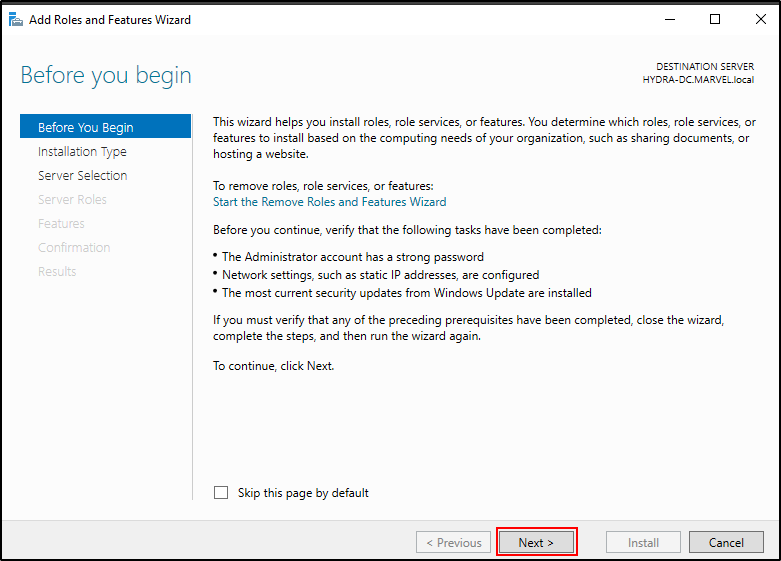 Add Roles and Features Wizard
Before you begin
DESTINATION SERVER
HYDRA-DC.MARVEL.local
Before You Begin
Installation Type
Server Selection
Server Roles
Features
Confirmation
Results
This wizard helps you install roles, role services, or features. You determine which roles, role services, or
features to install based on the computing needs of your organization, such as sharing documents, or
hosting a website.
To remove roles, role services, or features:
Start the Remove Roles and Features Wizard
Before you continue, verify that the following tasks have been completed:
• The Administrator account has a strong password
• Network settings, such as static IP addresses, are configured
• The most current security updates from Windows Update are installed
If you must verify that any of the preceding prerequisites have been completed, close the wizard,
complete the steps, and then run the wizard again.
To continue, click Next.
Skip this page by default
< Previous
Next >
Install
Cancel